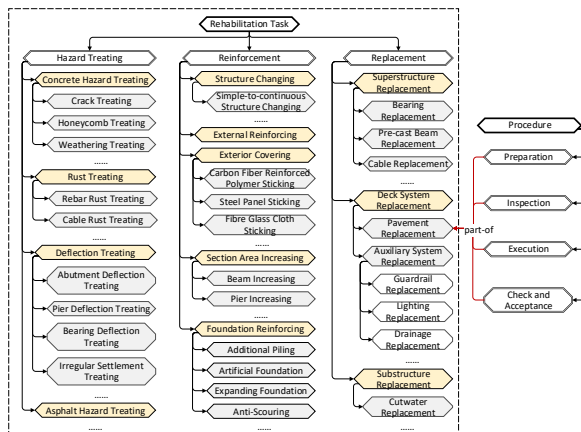 Rehabilitation Task
Hazard Treating
Concrete Hazard Treating
Crack Treating
Honeycomb Treating
Weathering Treating
......
Rust Treating
Rebar Rust Treating
Cable Rust Treating
......
Deflection Treating
Abutment Deflection
Treating
Pier Deflection Treating
Bearing Deflection
Treating
Irregular Settlement
Treating
Asphalt Hazard Treating
......
Reinforcement
Structure Changing
Simple-to-continuous
Structure Changing
......
External Reinforcing
Exterior Covering
Carbon Fiber Reinforced
Polymer Sticking
Steel Panel Sticking
Fibre Glass Cloth
Sticking
......
Section Area Increasing
Beam Increasing
Pier Increasing
......
Foundation Reinforcing
Additional Piling
Artificial Foundation
Expanding Foundation
Anti-Scouring
......
Replacement
Superstructure
Replacement
Bearing
Replacement
Pre-cast Beam
Replacement
Cable Replacement
......
Deck System
Replacement
Pavement
Replacement
Auxiliary System
Replacement
Guardrail
Replacement
Lighting
Replacement
Drainage
Replacement
......
Substructure
Replacement
Cutwater
Replacement
......
part-of
Procedure
Preparation
Inspection
Execution
Check and
Acceptance